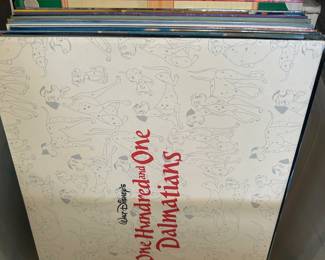 Walt Disney's
One Hundred and One
Dalmatians